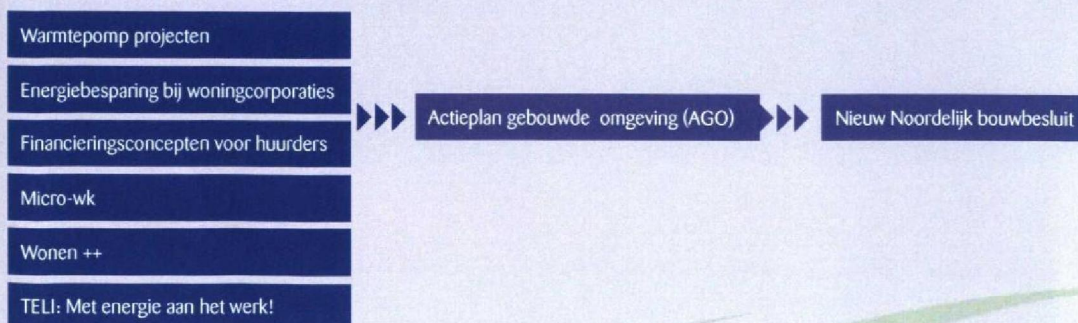 Warmtepomp projecten
Energiebesparing bij woningcorporaties
Financieringsconcepten voor huurders
Micro-wk
Wonen ++
TELI: Met energie aan het werk!
Actieplan gebouwde omgeving (AGO)
Nieuw Noordelijk bouwbesluit